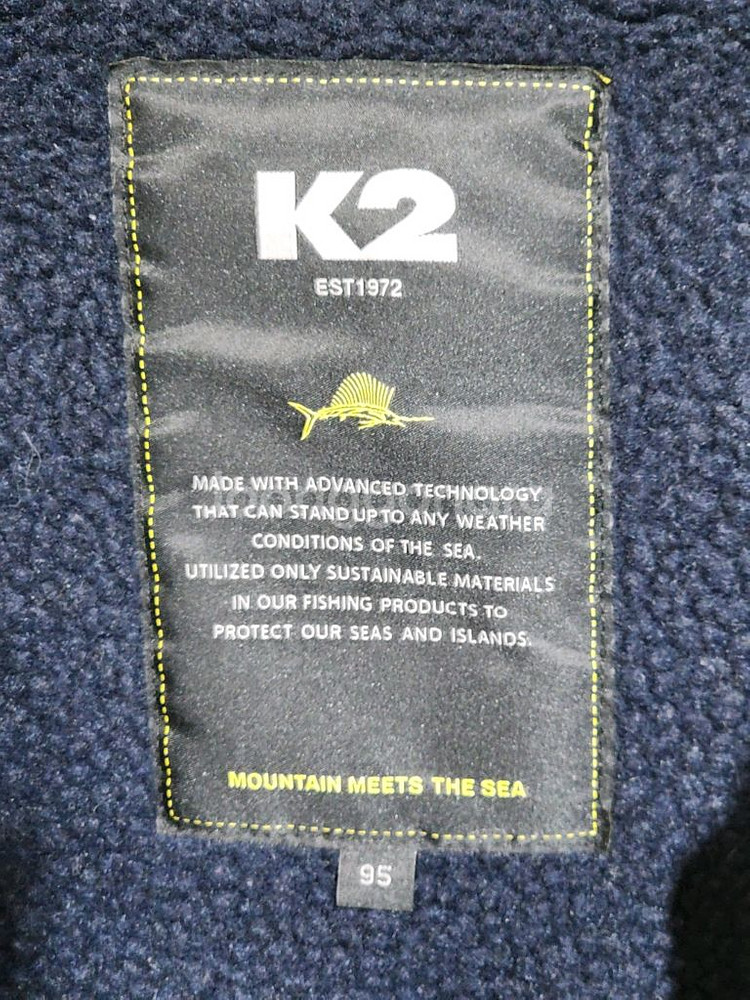 K2
EST1972
MADE WITH ADVANCED TECHNOLOGY
THAT CAN STAND UP TO ANY WEATHER
CONDITIONS OF THE SEA.
UTILIZED ONLY SUSTAINABLE MATERIALS
IN OUR FISHING PRODUCTS TO
PROTECT OUR SEAS AND ISLANDS.
MOUNTAIN MEETS THE SEA
95